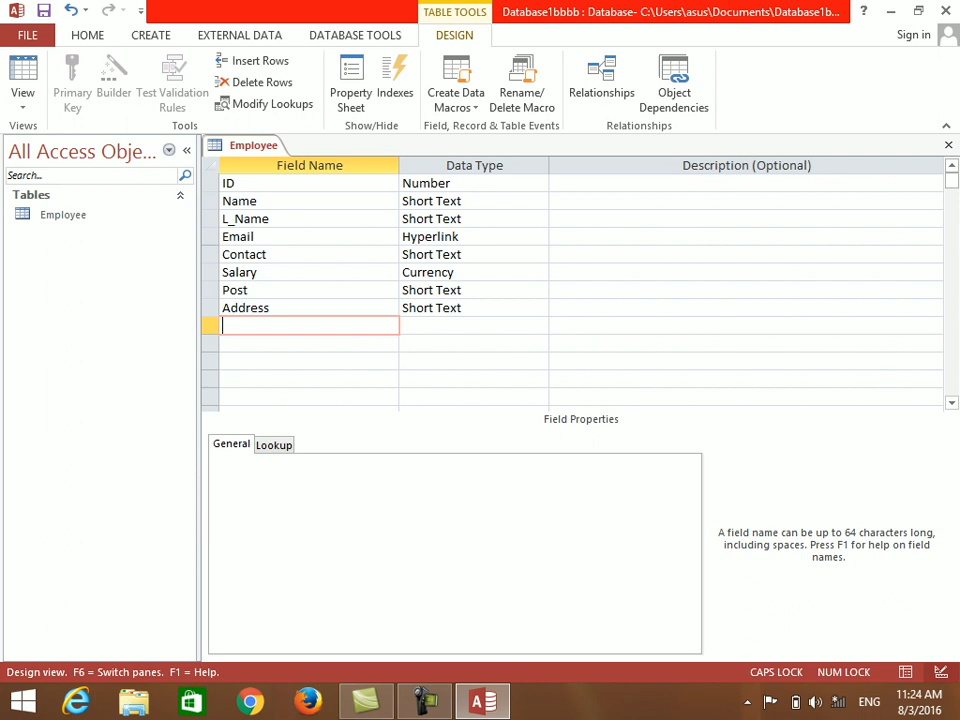 TABLE TOOLS
Database1bbbb : Database- C:\Users\asus\Documents\Database1b...
?
FILE
HOME
CREATE
EXTERNAL DATA
DATABASE TOOLS
DESIGN
Sign in
View
Primary Key
Builder
Test Validation Rules
Insert Rows
Delete Rows
Modify Lookups
Property Sheet
Indexes
Create Data Macros
Rename/ Delete Macro
Relationships
Object Dependencies
Views
Tools
Show/Hide
Field, Record & Table Events
Relationships
All Access Obje...
Search...
Tables
Employee
Employee
Field Name Data Type Description (Optional)
ID Number
Name Short Text
L_Name Short Text
Email Hyperlink
Contact Short Text
Salary Currency
Post Short Text
Address Short Text
Field Properties
General Lookup
A field name can be up to 64 characters long,
including spaces. Press F1 for help on field
names.
Design view. F6 = Switch panes. F1 = Help.
CAPS LOCK NUM LOCK
ENG
11:24 AM
8/3/2016